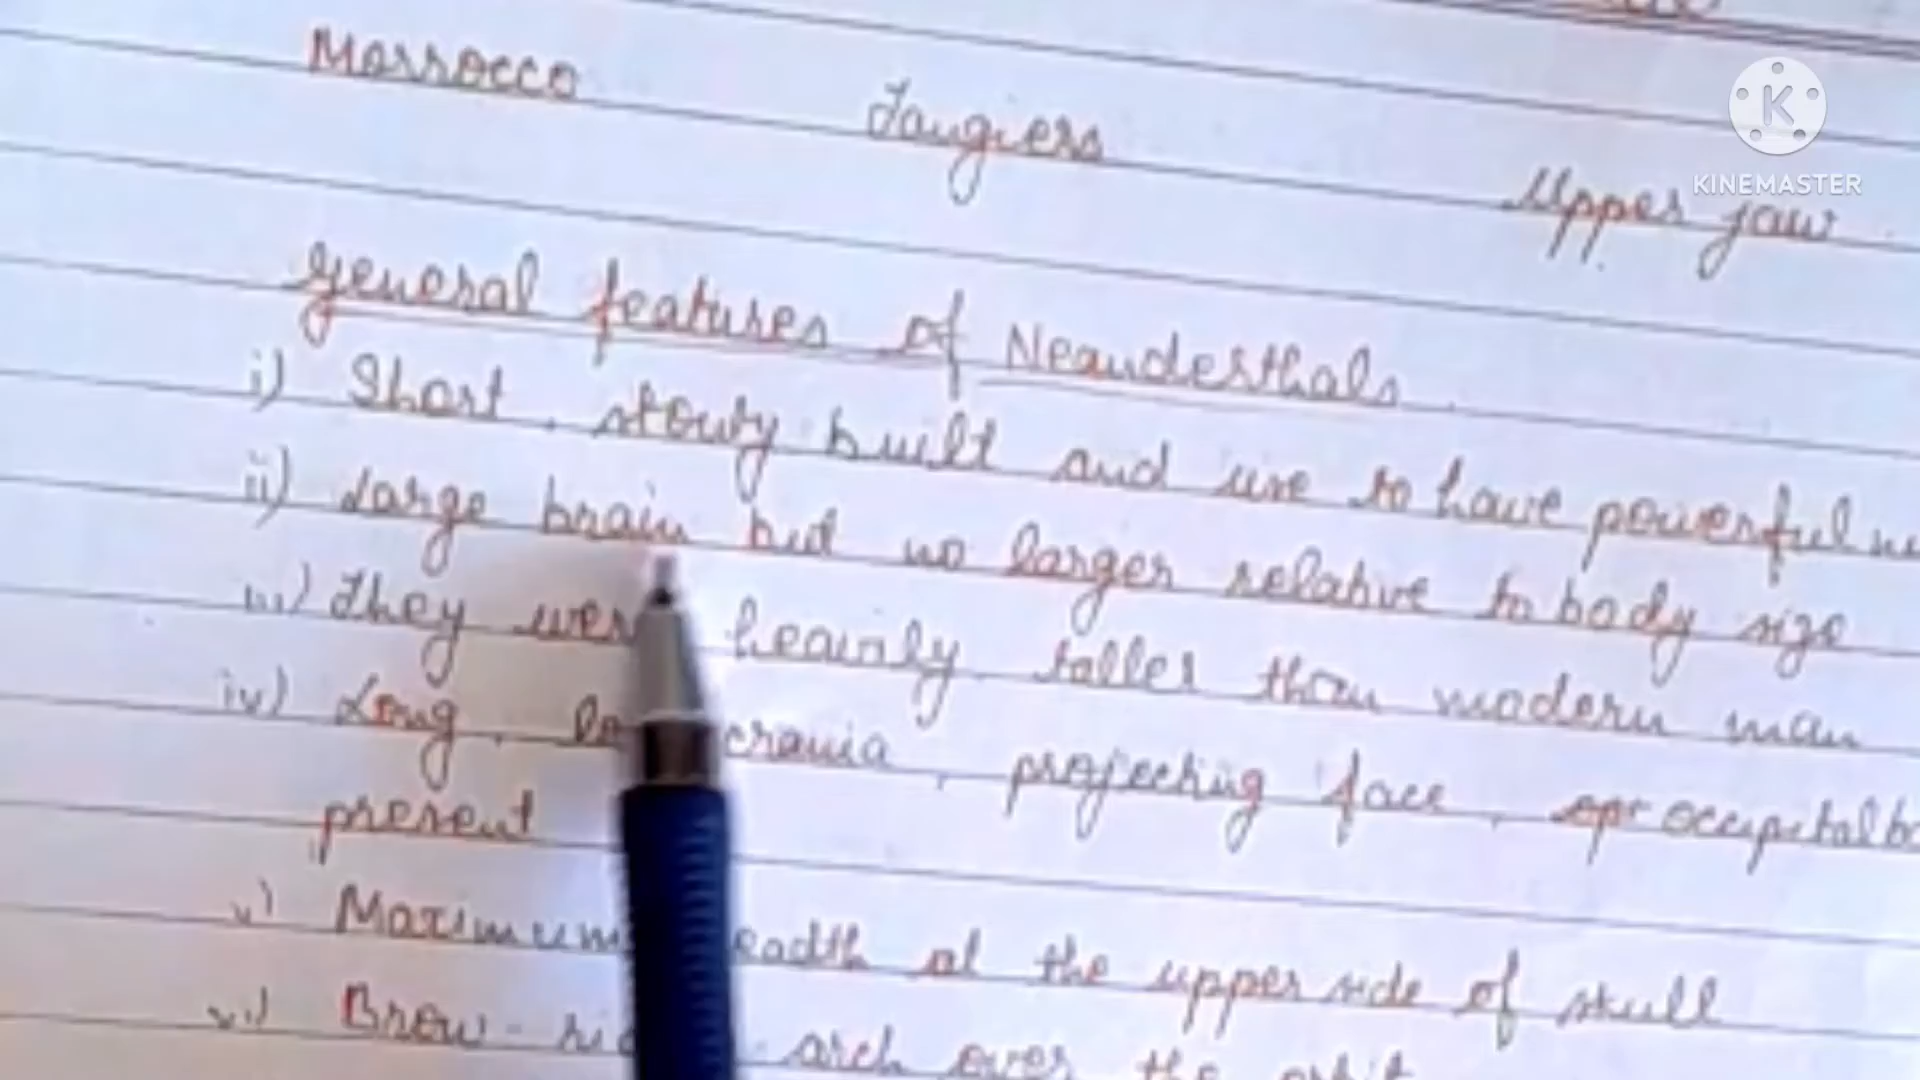 Morrocco Tangiers Upper jaw
KINEMASTER
General features of Neanderthals
i) Short, stowdy built and use to have powerful
ii) Large brain but no larger relative to body size
iii) They were heavily taller than modern man
iv) Long, crania, projecting face, occipital
present
v) Maximum at the upper side of skull
vi) Brow - arch over the orbit